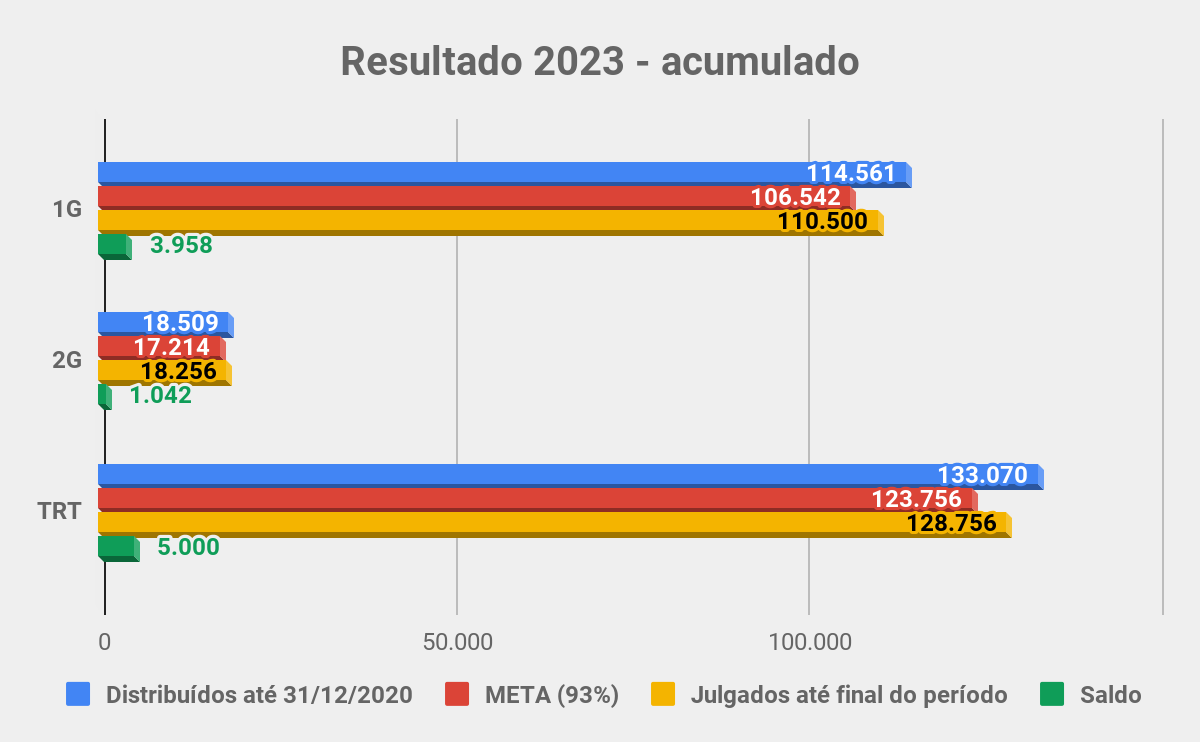 Resultado 2023 - acumulado
1G
114.561
106.542
110.500
3.958
2G
18.509
17.214
18.256
1.042
TRT
133.070
123.756
128.756
5.000
0 50.000 100.000
Distribuídos até 31/12/2020 META (93%) Julgados até final do período Saldo